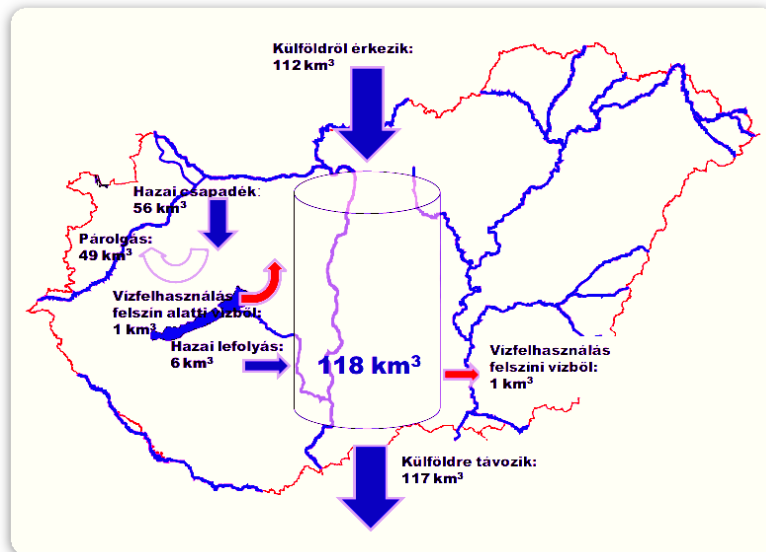 Külföldről érkezik:
112 km³
Hazai csapadék:
56 km³
Párolgás:
49 km³
Vízfelhasználás
felszín alatti vízből:
1 km³
Hazai lefolyás:
6 km³
118 km³
Vízfelhasználás
felszíni vízből:
1 km³
Külföldre távozik:
117 km³